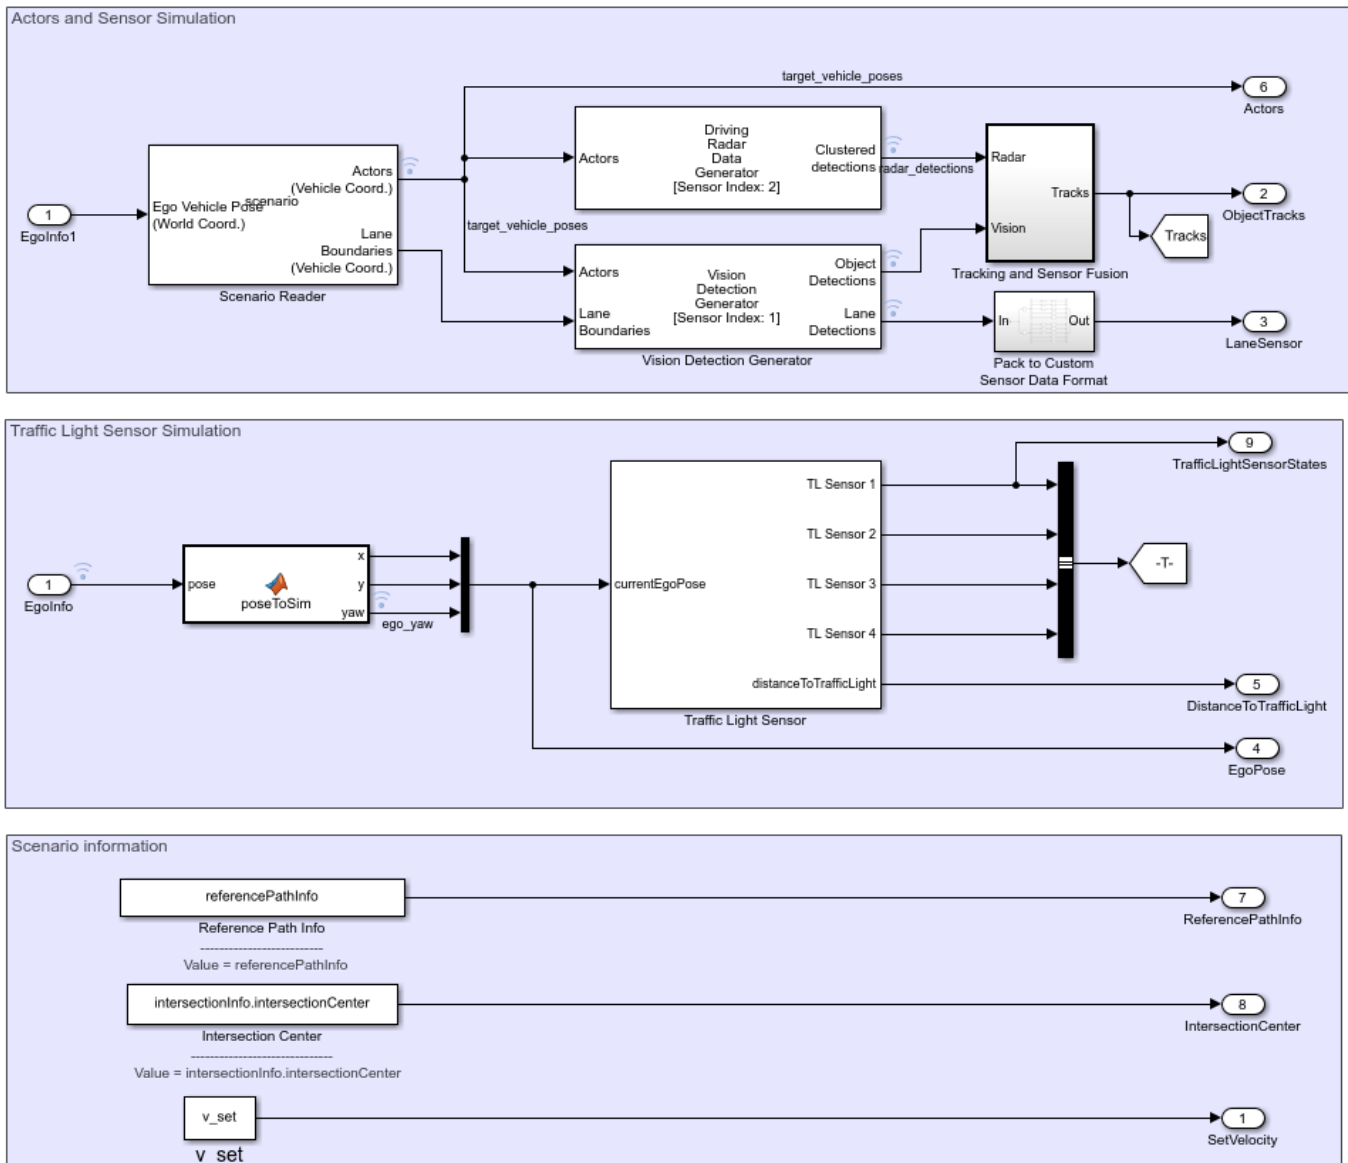 Actors and Sensor Simulation
target_vehicle_poses
6
Actors
Driving
Radar
Data
Generator
[Sensor Index: 2]
Actors
Clustered
detections
radar_detections
Radar
Vision
Tracks
Tracking and Sensor Fusion
2
ObjectTracks
Tracks
1
EgoInfo1
Ego Vehicle Pose
(World Coord.)
scenario
Actors
(Vehicle Coord.)
Lane
Boundaries
(Vehicle Coord.)
Scenario Reader
target_vehicle_poses
Actors
Lane
Boundaries
Vision
Detection
Generator
[Sensor Index: 1]
Object
Detections
Lane
Detections
Vision Detection Generator
In
Out
Pack to Custom
Sensor Data Format
3
LaneSensor
Traffic Light Sensor Simulation
9
TrafficLightSensorStates
1
EgoInfo
pose
poseToSim
x
y
yaw
ego_yaw
currentEgoPose
TL Sensor 1
TL Sensor 2
TL Sensor 3
TL Sensor 4
distanceToTrafficLight
Traffic Light Sensor
-T-
5
DistanceToTrafficLight
4
EgoPose
Scenario information
referencePathInfo
Reference Path Info
---------------------------
Value = referencePathInfo
7
ReferencePathInfo
intersectionInfo.intersectionCenter
Intersection Center
-------------------------------
Value = intersectionInfo.intersectionCenter
8
IntersectionCenter
v_set
v_set
1
SetVelocity